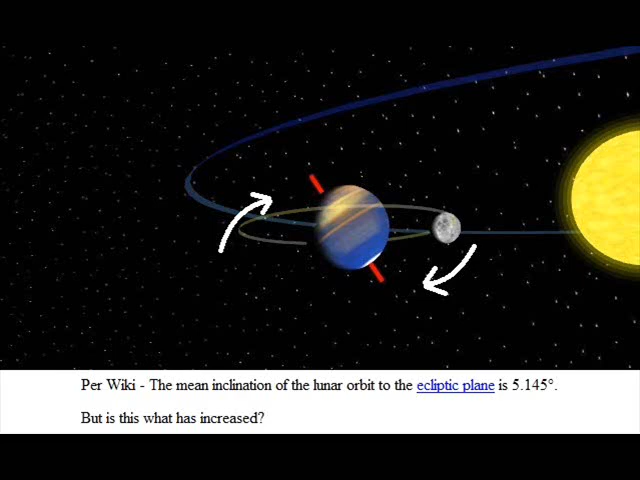 Per Wiki - The mean inclination of the lunar orbit to the ecliptic plane is 5.145°.
But is this what has increased?